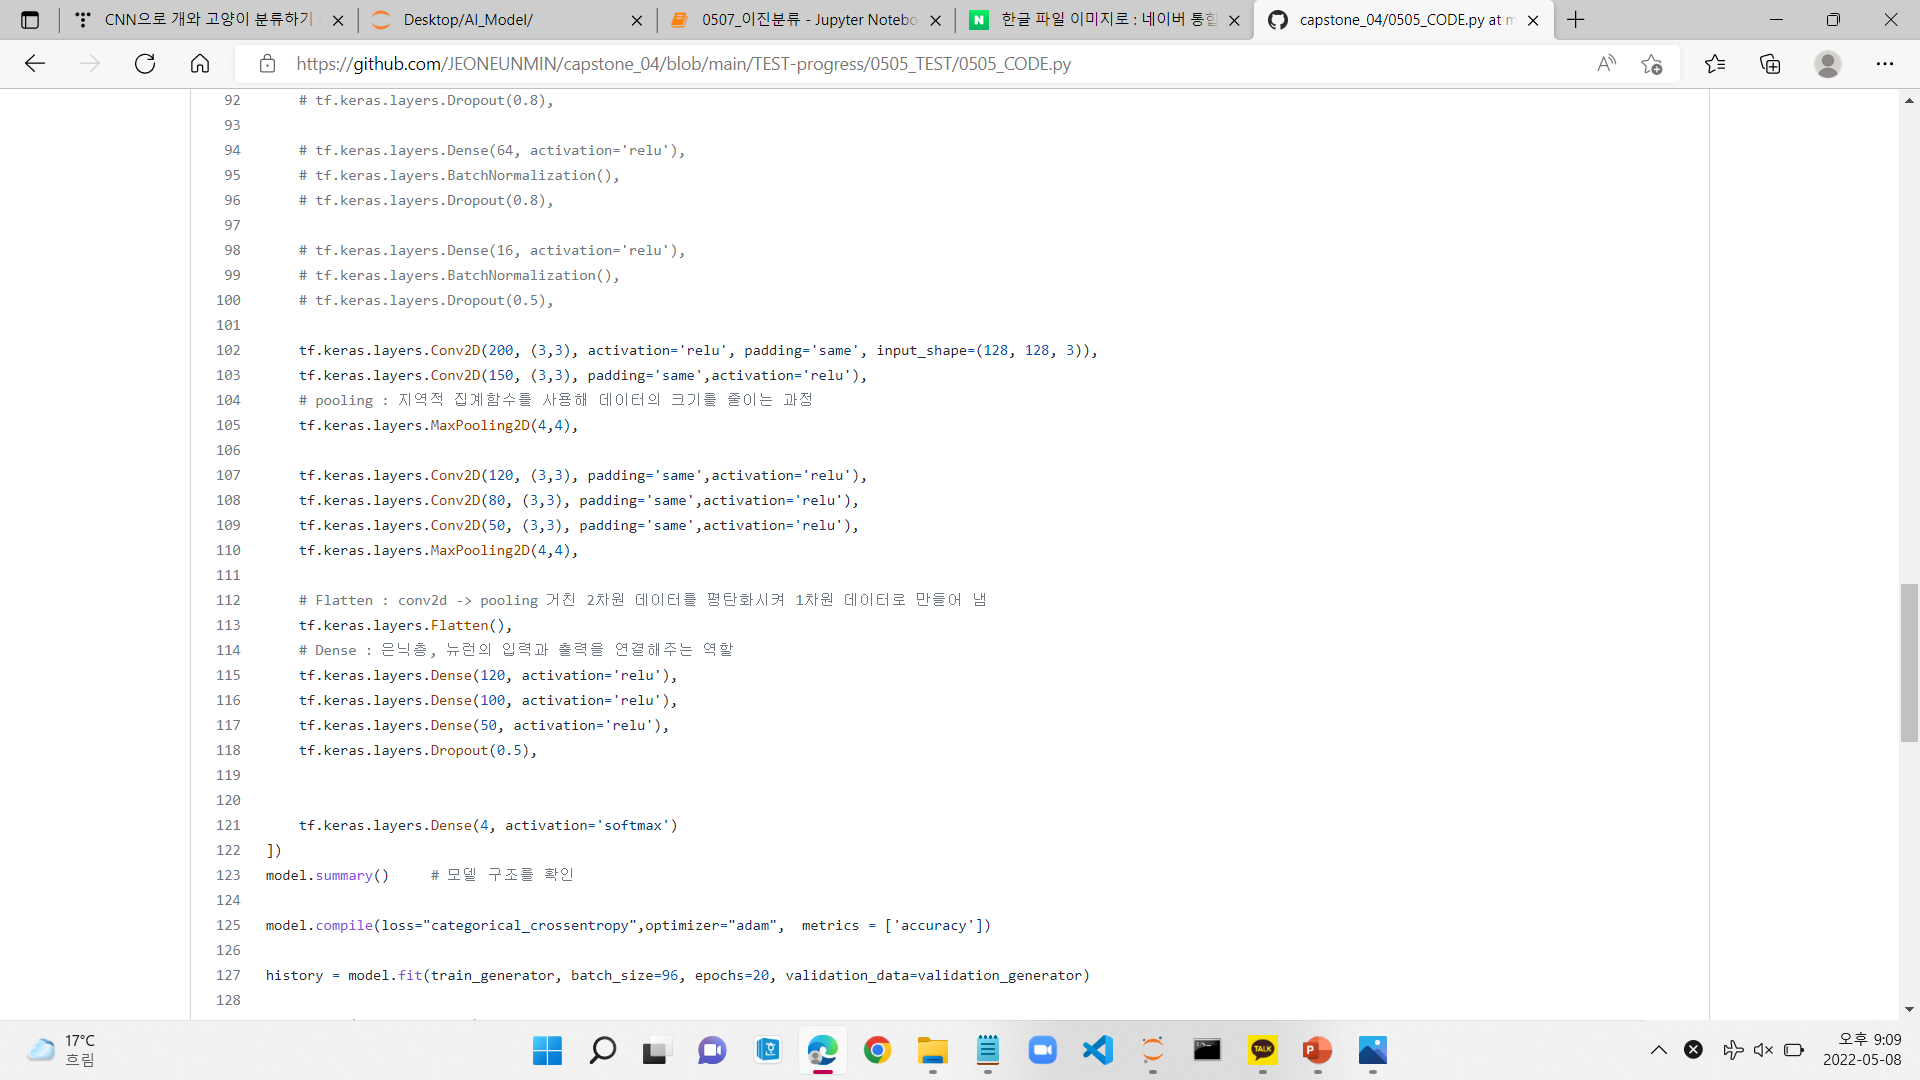 CNN으로 개와 고양이 분류하기
Desktop/AI_Model/
0507_이진분류 - Jupyter Notebo
한글 파일 이미지로 : 네이버 통합
capstone_04/0505_CODE.py at m
https://github.com/JEONEUNMIN/capstone_04/blob/main/TEST-progress/0505_TEST/0505_CODE.py
92 # tf.keras.layers.Dropout(0.8),
93
94 # tf.keras.layers.Dense(64, activation='relu'),
95 # tf.keras.layers.BatchNormalization(),
96 # tf.keras.layers.Dropout(0.8),
97
98 # tf.keras.layers.Dense(16, activation='relu'),
99 # tf.keras.layers.BatchNormalization(),
100 # tf.keras.layers.Dropout(0.5),
101
102 tf.keras.layers.Conv2D(200, (3,3), activation='relu', padding='same', input_shape=(128, 128, 3)),
103 tf.keras.layers.Conv2D(150, (3,3), padding='same',activation='relu'),
104 # pooling : 지역적 집계함수를 사용해 데이터의 크기를 줄이는 과정
105 tf.keras.layers.MaxPooling2D(4,4),
106
107 tf.keras.layers.Conv2D(120, (3,3), padding='same',activation='relu'),
108 tf.keras.layers.Conv2D(80, (3,3), padding='same',activation='relu'),
109 tf.keras.layers.Conv2D(50, (3,3), padding='same',activation='relu'),
110 tf.keras.layers.MaxPooling2D(4,4),
111
112 # Flatten : conv2d -> pooling 거친 2차원 데이터를 평탄화시켜 1차원 데이터로 만들어 냄
113 tf.keras.layers.Flatten(),
114 # Dense : 은닉층, 뉴런의 입력과 출력을 연결해주는 역할
115 tf.keras.layers.Dense(120, activation='relu'),
116 tf.keras.layers.Dense(100, activation='relu'),
117 tf.keras.layers.Dense(50, activation='relu'),
118 tf.keras.layers.Dropout(0.5),
119
120
121 tf.keras.layers.Dense(4, activation='softmax')
122 ])
123 model.summary() # 모델 구조를 확인
124
125 model.compile(loss="categorical_crossentropy",optimizer="adam", metrics = ['accuracy'])
126
127 history = model.fit(train_generator, batch_size=96, epochs=20, validation_data=validation_generator)
128
17°C
흐림
TALK
오후 9:09
2022-05-08